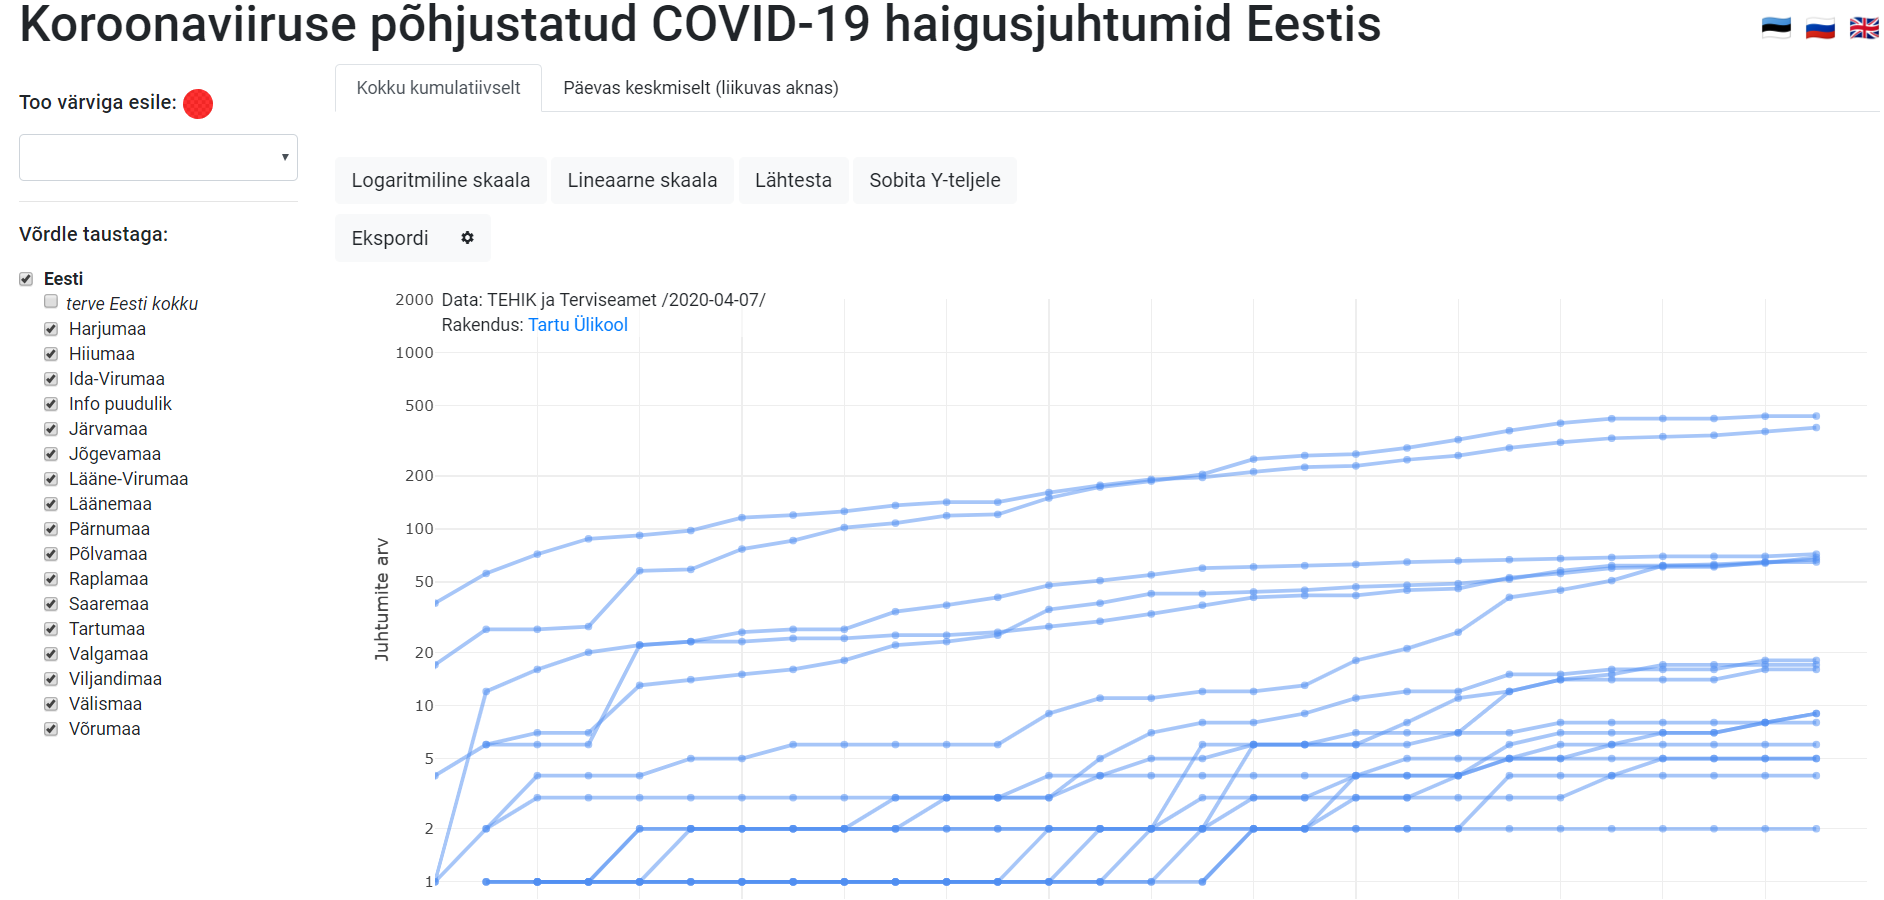 Koroonaviiruse põhjustatud COVID-19 haigusjuhtumid Eestis
Too värviga esile:
Võrdle taustaga:
Eesti
terve Eesti kokku
Harjumaa
Hiiumaa
Ida-Virumaa
Info puudulik
Järvamaa
Jõgevamaa
Lääne-Virumaa
Läänemaa
Pärnumaa
Põlvamaa
Raplamaa
Saaremaa
Tartumaa
Valgamaa
Viljandimaa
Välismaa
Võrumaa
Kokku kumulatiivselt
Päevas keskmiselt (liikuvas aknas)
Logaritmiline skaala
Lineaarne skaala
Lähtesta
Sobita Y-teljele
Ekspordi
Data: TEHIK ja Terviseamet /2020-04-07/
Rakendus: Tartu Ülikool
Juhtumite arv
2000
1000
500
200
100
50
20
10
5
2
1